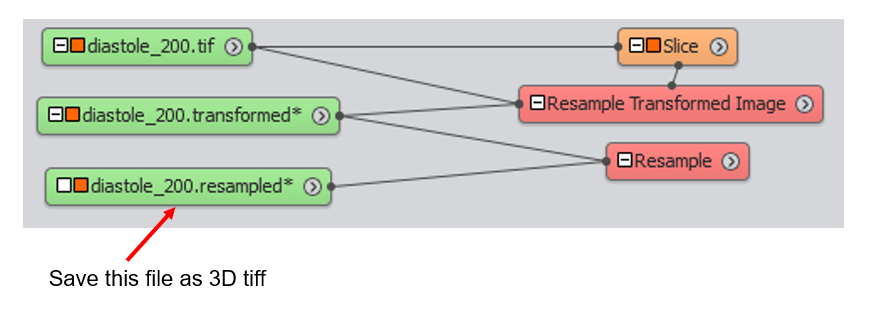 diastole_200.tif
Slice
diastole_200.transformed*
Resample Transformed Image
Resample
diastole_200.resampled*
Save this file as 3D tiff